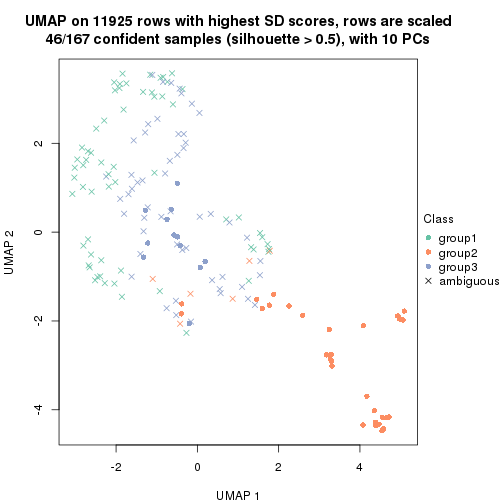 UMAP on 11925 rows with highest SD scores, rows are scaled
46/167 confident samples (silhouette > 0.5), with 10 PCs
2
0
-2
-4
UMAP 2
-2
0
2
4
UMAP 1
Class
group1
group2
group3
ambiguous